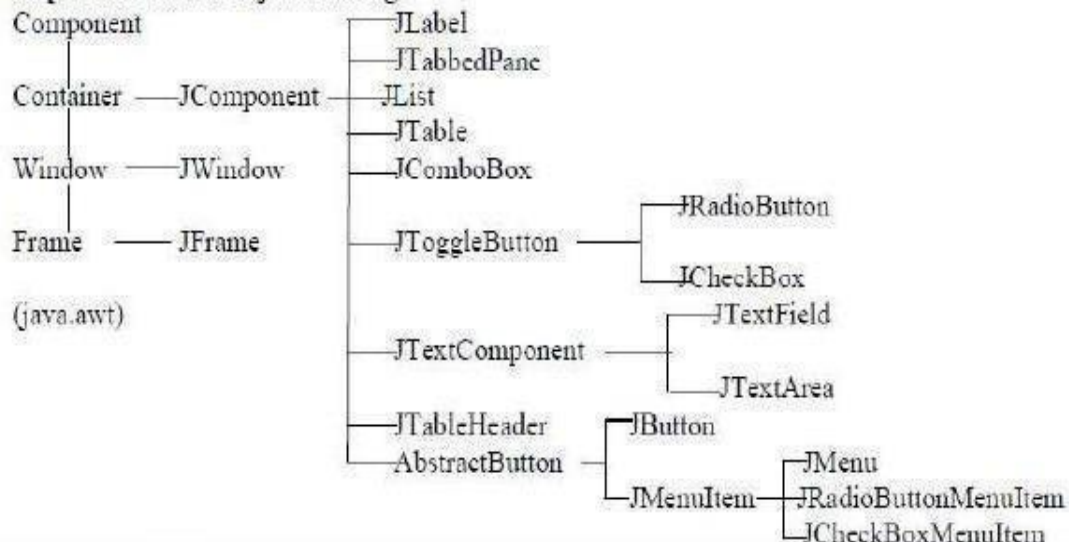 Component JLabel
JTabbedPane
Container JComponent JList
JTable
Window JWindow JComboBox
JRadioButton
Frame JFrame JToggleButton
JCheckBox
(java.awt) JTextField
JTextComponent
JTextArea
JTableHeader JButton
AbstractButton JMenu
JMenuItem JRadioButtonMenuItem
JCheckBoxMenuItem